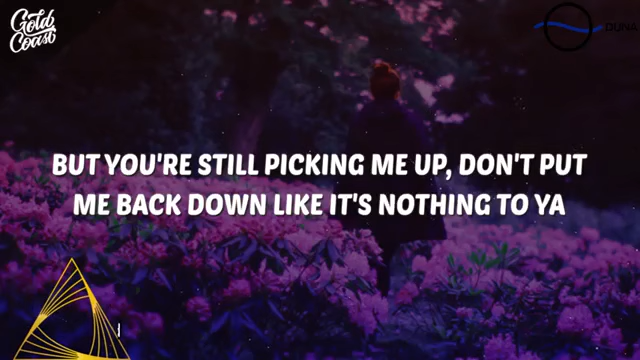 Gold
Coast
DUNA
BUT YOU'RE STILL PICKING ME UP, DON'T PUT
ME BACK DOWN LIKE IT'S NOTHING TO YA